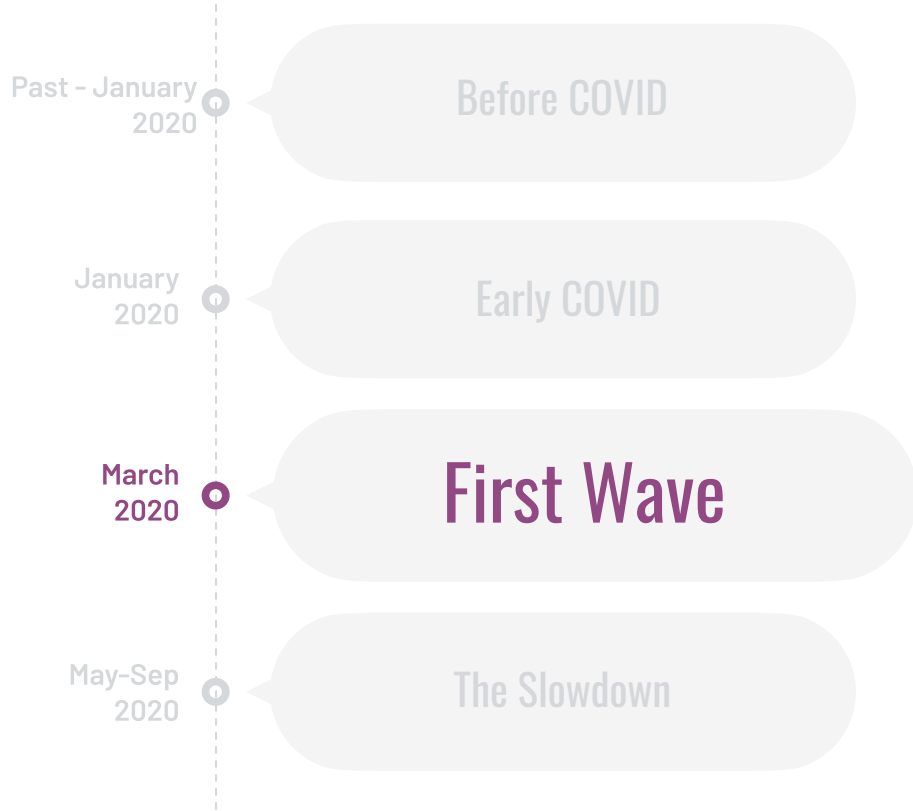 Past - January
2020
Before COVID
January
2020
Early COVID
March
2020
First Wave
May-Sep
2020
The Slowdown